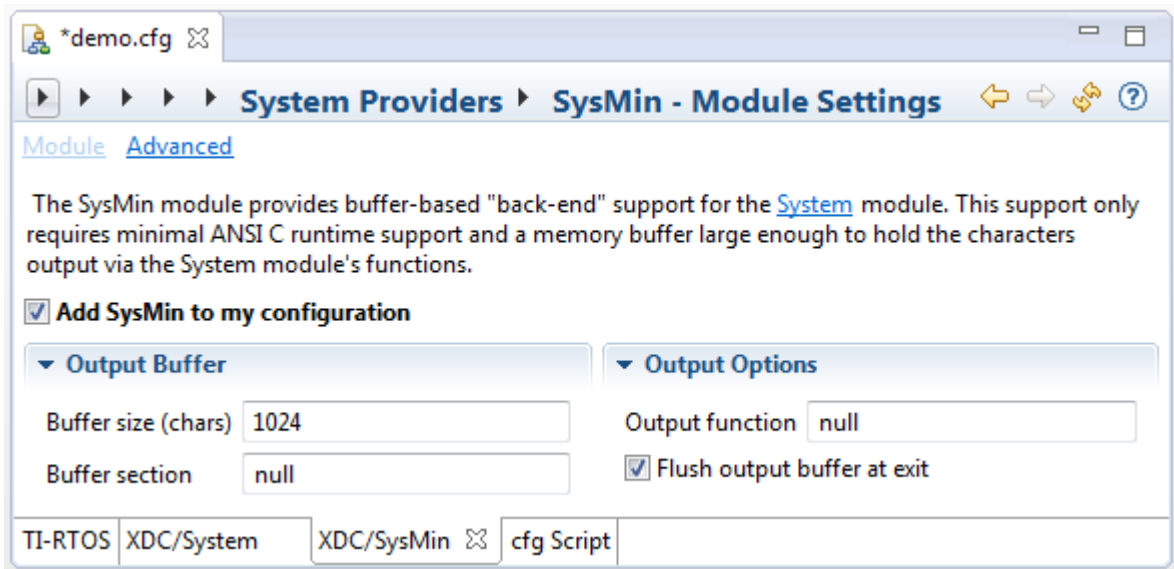 *demo.cfg
System Providers SysMin - Module Settings
Module Advanced
The SysMin module provides buffer-based "back-end" support for the System module. This support only
requires minimal ANSI C runtime support and a memory buffer large enough to hold the characters
output via the System module's functions.
Add SysMin to my configuration
Output Buffer
Output Options
Buffer size (chars) 1024
Output function null
Buffer section null
Flush output buffer at exit
TI-RTOS XDC/System XDC/SysMin cfg Script